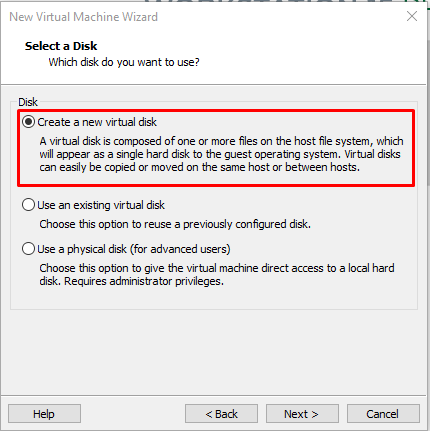 New Virtual Machine Wizard
Select a Disk
Which disk do you want to use?
Disk
Create a new virtual disk
A virtual disk is composed of one or more files on the host file system, which
will appear as a single hard disk to the guest operating system. Virtual disks
can easily be copied or moved on the same host or between hosts.
Use an existing virtual disk
Choose this option to reuse a previously configured disk.
Use a physical disk (for advanced users)
Choose this option to give the virtual machine direct access to a local hard
disk. Requires administrator privileges.
Help
< Back
Next >
Cancel